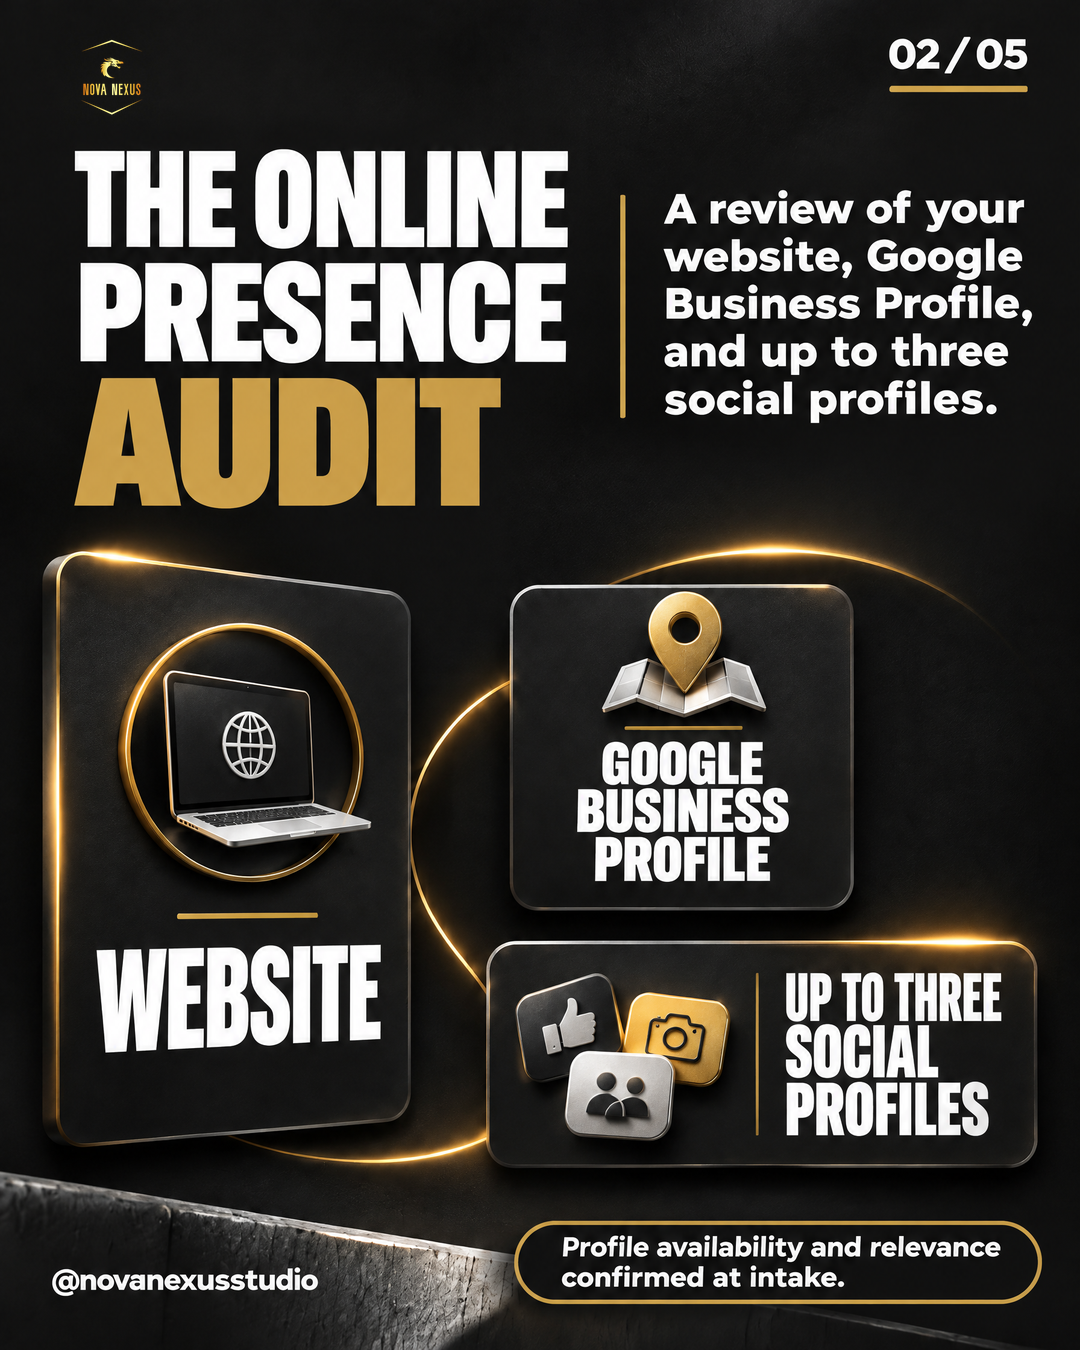 NOVA NEXUS
02/05
THE ONLINE
PRESENCE
AUDIT
A review of your
website, Google
Business Profile,
and up to three
social profiles.
WEBSITE
GOOGLE
BUSINESS
PROFILE
UP TO THREE
SOCIAL
PROFILES
Profile availability and relevance
confirmed at intake.
@novanexusstudio